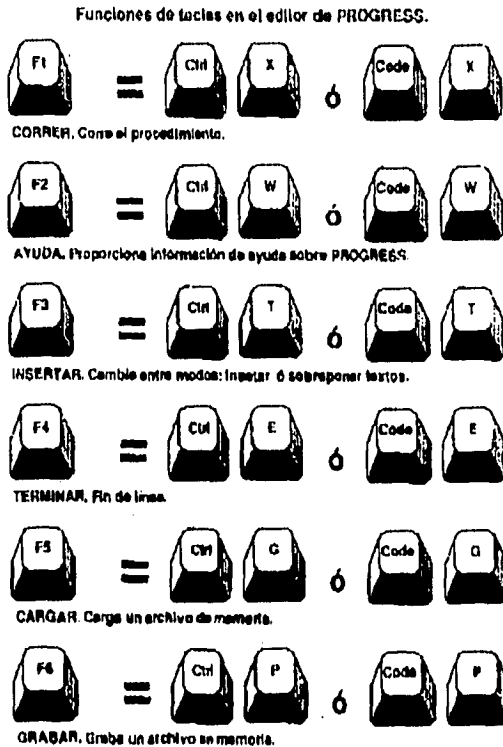 Funciones de teclas en el editor de PROGRESS.
F1 = Ctrl X ó Code X
CORRER. Corre el procedimiento.
F2 = Ctrl W ó Code W
AYUDA. Proporciona información de ayuda sobre PROGRESS.
F3 = Ctrl T ó Code T
INSERTAR. Cambia entre modos: Insetar ó sobreponer textos.
F4 = Ctrl E ó Code E
TERMINAR. Fin de línea.
F5 = Ctrl G ó Code G
CARGAR. Carga un archivo de memoria.
F6 = Ctrl P ó Code P
GRABAR. Graba un archivo en memoria.